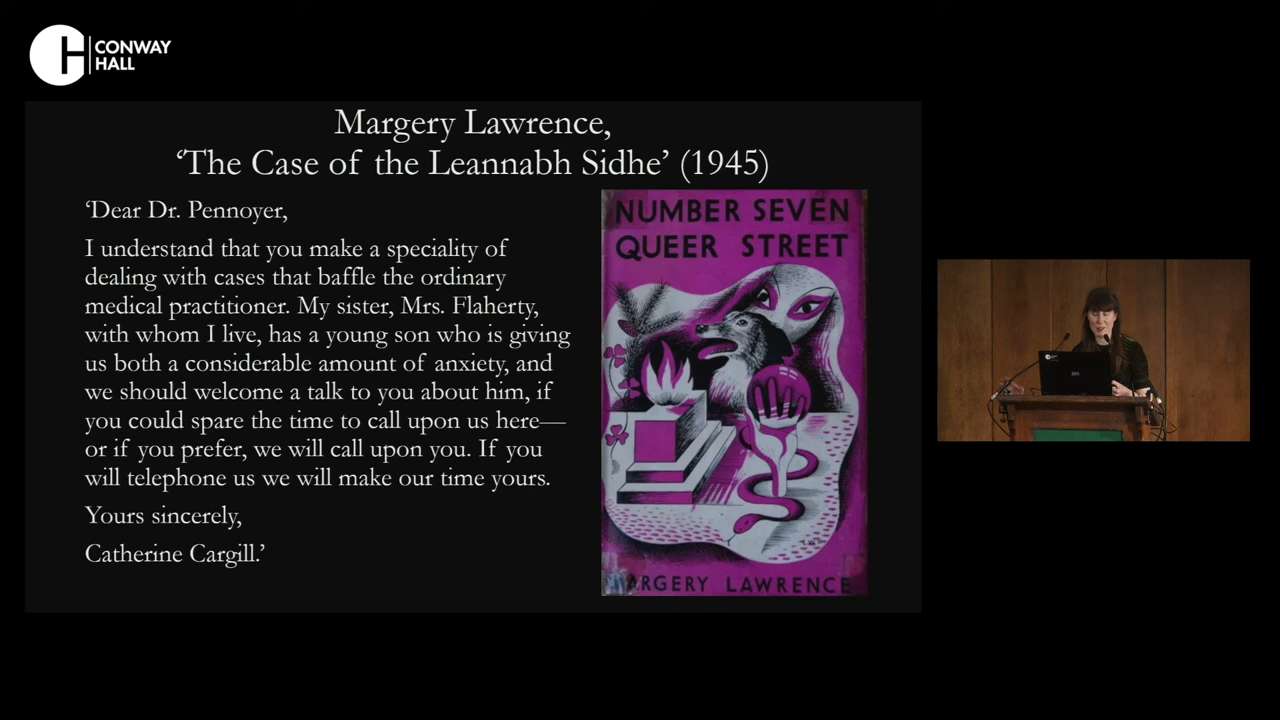 CONWAY
HALL
Margery Lawrence,
‘The Case of the Leannabh Sidhe’ (1945)
‘Dear Dr. Pennoyer,
I understand that you make a speciality of
dealing with cases that baffle the ordinary
medical practitioner. My sister, Mrs. Flaherty,
with whom I live, has a young son who is giving
us both a considerable amount of anxiety, and
we should welcome a talk to you about him, if
you could spare the time to call upon us here—
or if you prefer, we will call upon you. If you
will telephone us we will make our time yours.
Yours sincerely,
Catherine Cargill.’
NUMBER SEVEN
QUEER STREET
MARGERY LAWRENCE